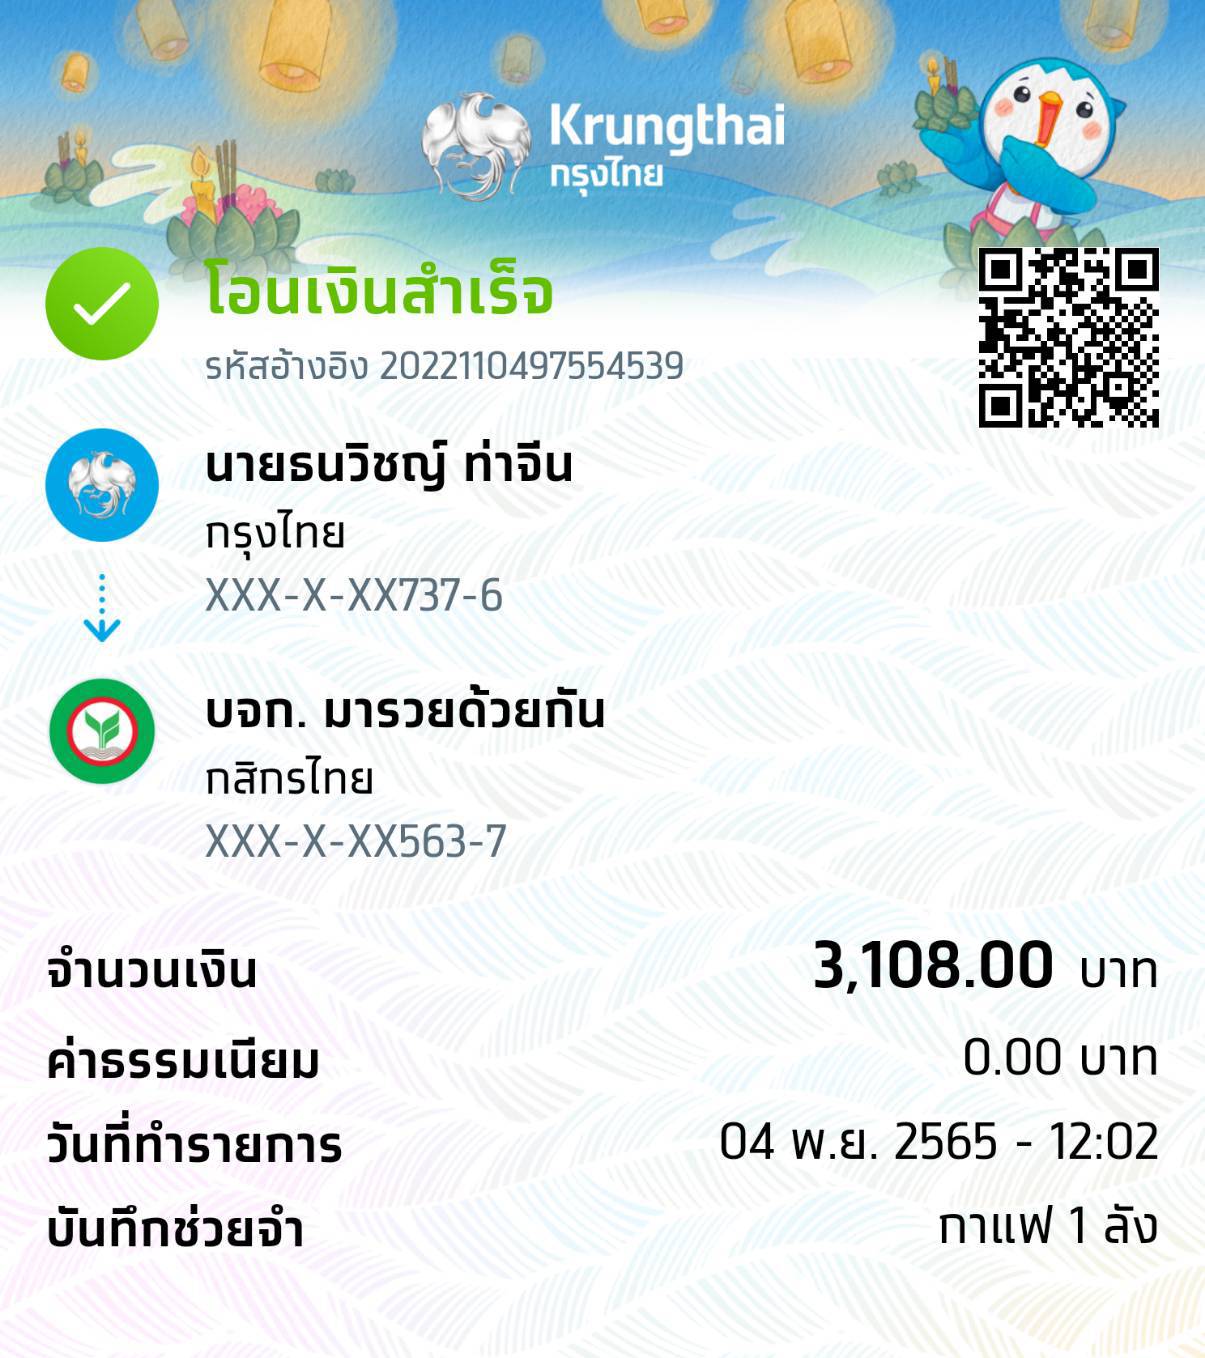 Krungthai
กรุงไทย
โอนเงินสำเร็จ
รหัสอ้างอิง 2022110497554539
นายธนวิชญ์ ท่าจีน
กรุงไทย
XXX-X-XX737-6
บจก. มารวยด้วยกัน
กสิกรไทย
XXX-X-XX563-7
จำนวนเงิน 3,108.00 บาท
ค่าธรรมเนียม 0.00 บาท
วันที่ทำรายการ 04 พ.ย. 2565 - 12:02
บันทึกช่วยจำ กาแฟ 1 ลัง